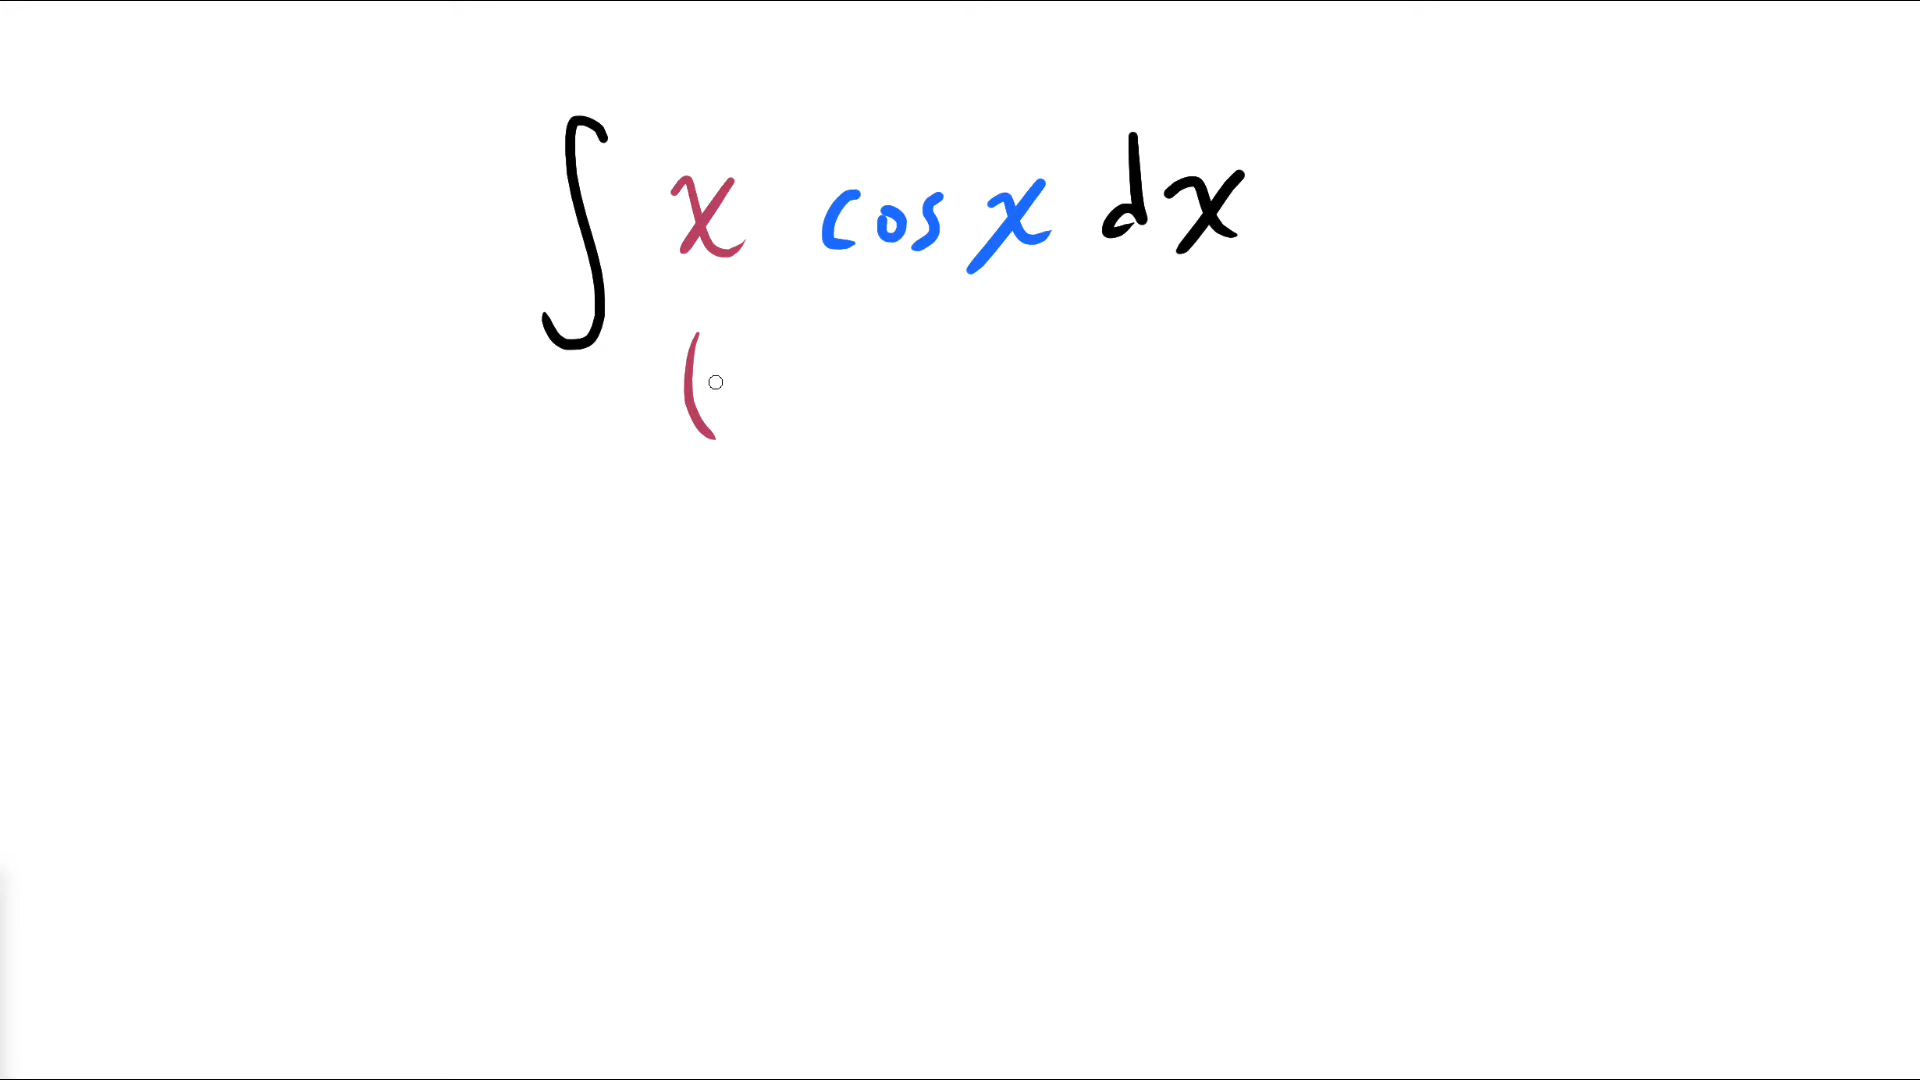 ∫ x cos x dx
(